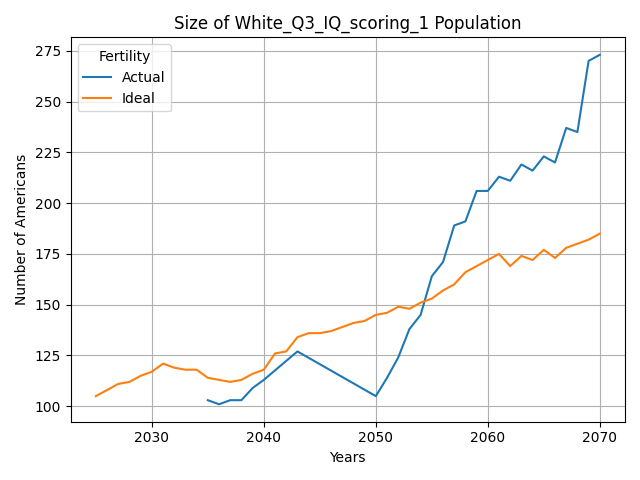 Size of White_Q3_IQ_scoring_1 Population
Fertility
Actual
Ideal
Number of Americans
275
250
225
200
175
150
125
100
2030
2040
2050
2060
2070
Years